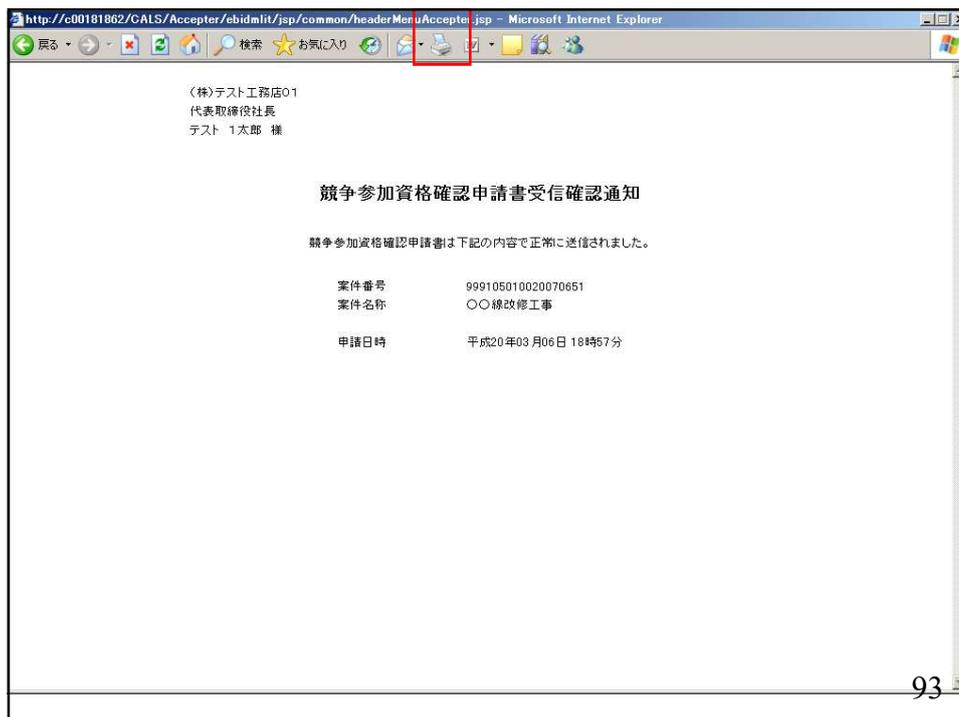 http://c00181862/CALS/Accepter/ebidmlit/jsp/common/headerMenuAccepter.jsp - Microsoft Internet Explorer
戻る 検索 お気に入り
(株)テスト工務店01
代表取締役社長
テスト 1太郎 様
競争参加資格確認申請書受信確認通知
競争参加資格確認申請書は下記の内容で正常に送信されました。
案件番号 999105010020070651
案件名称 〇〇線改修工事
申請日時 平成20年03月06日 18時57分
93